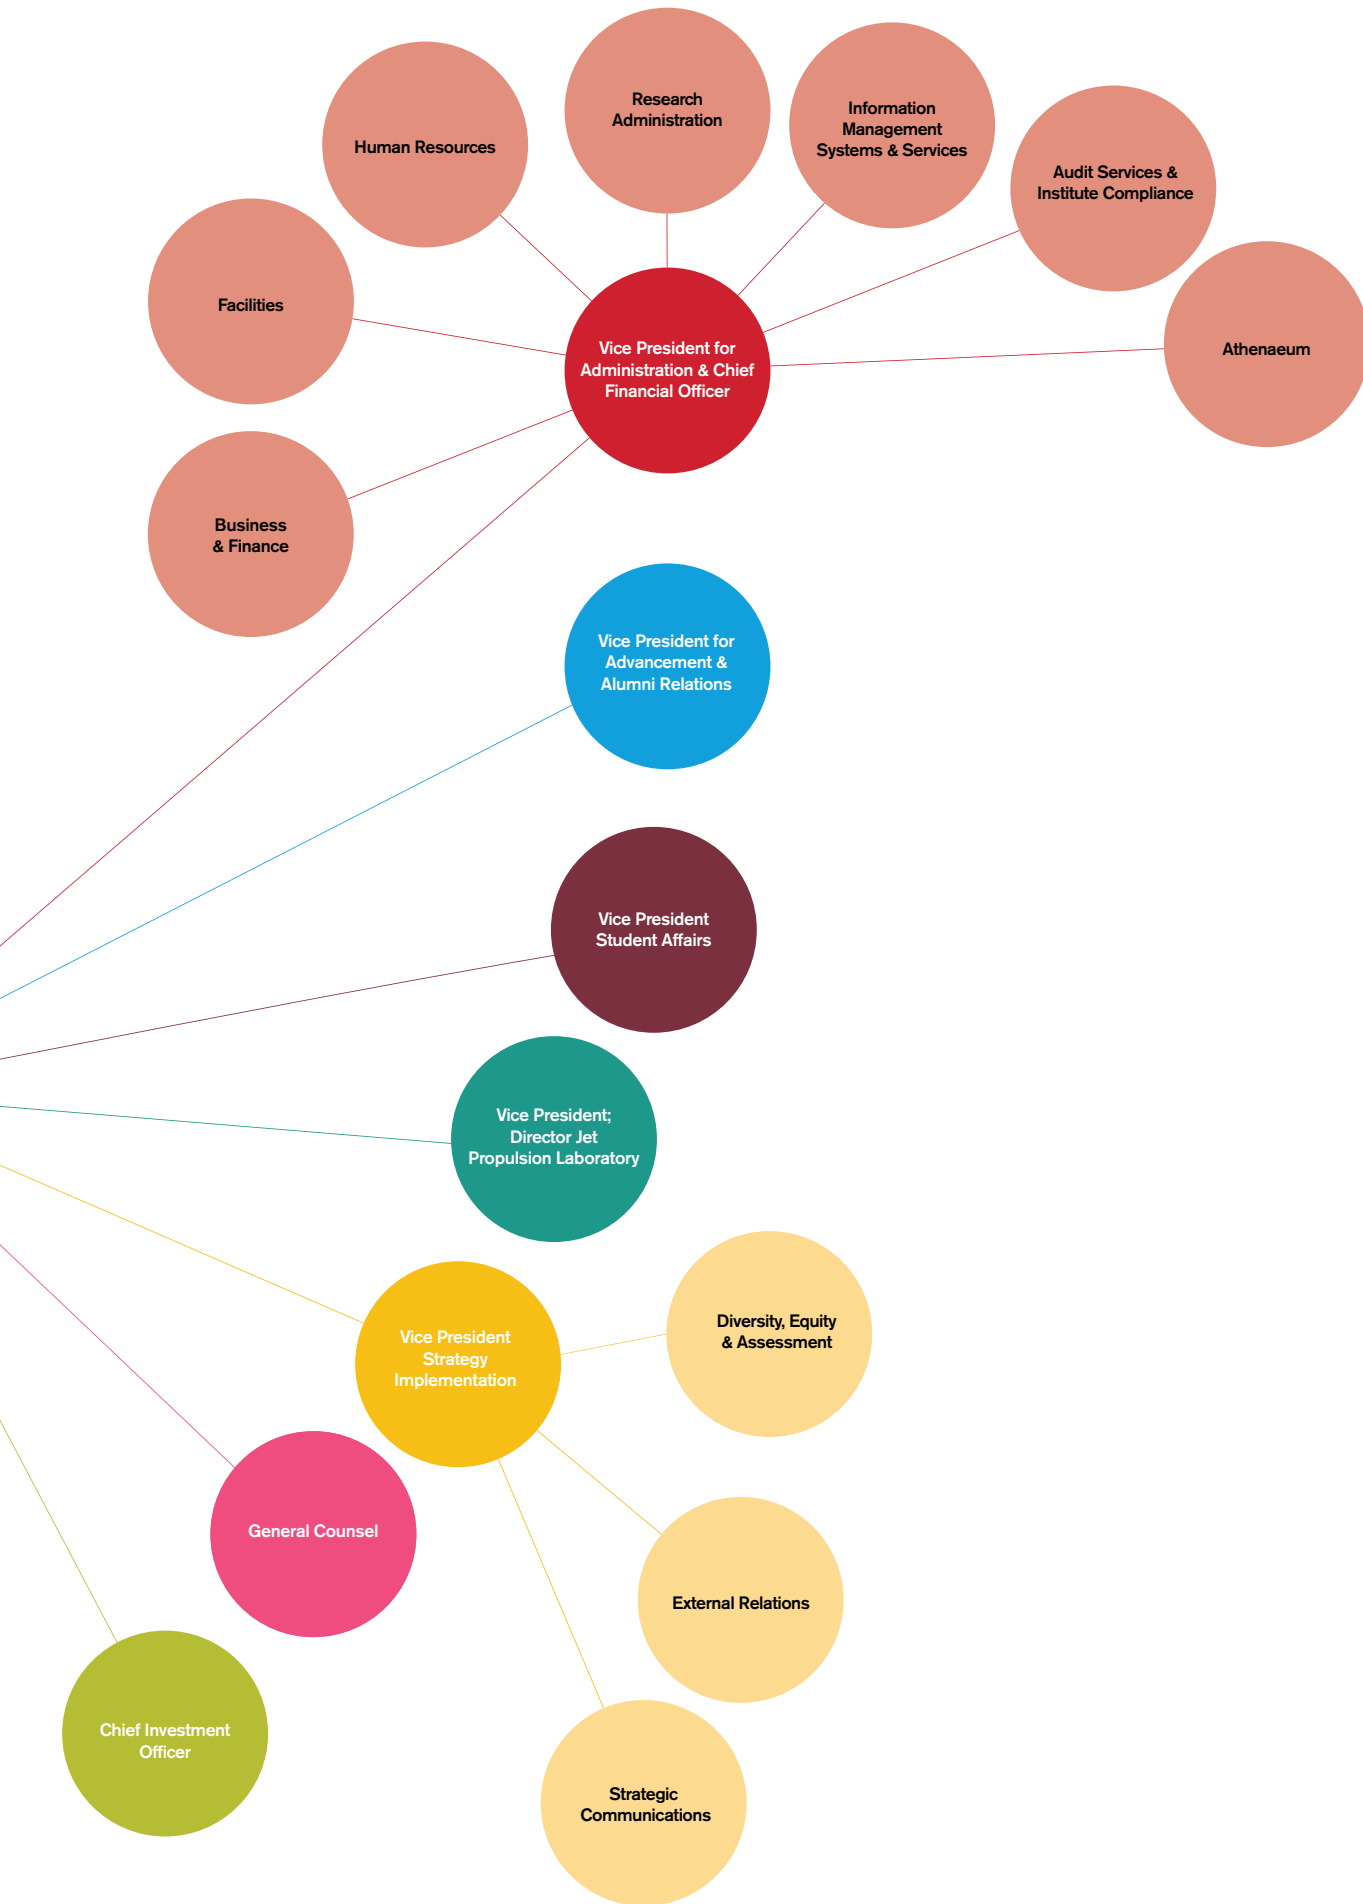 Research
Administration
Information
Management
Systems & Services
Human Resources
Audit Services &
Institute Compliance
Facilities
Vice President for
Administration & Chief
Financial Officer
Athenaeum
Business
& Finance
Vice President for
Advancement &
Alumni Relations
Vice President
Student Affairs
Vice President;
Director Jet
Propulsion Laboratory
Vice President
Strategy
Implementation
Diversity, Equity
& Assessment
General Counsel
External Relations
Chief Investment
Officer
Strategic
Communications